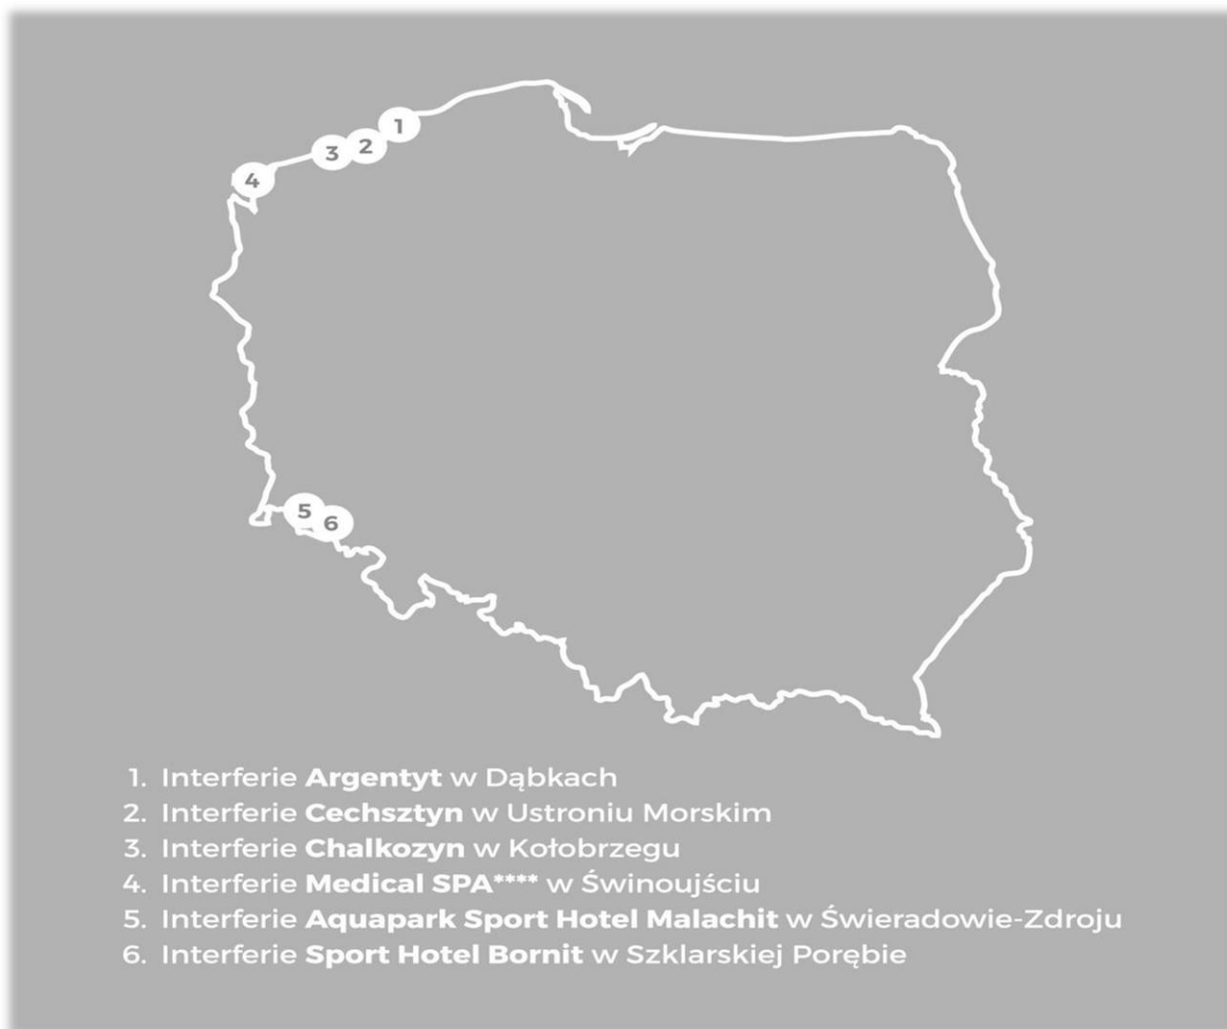 1
3 2
4
5
6
1. Interferie Argentyt w Dąbkach
2. Interferie Cechsztyn w Ustroniu Morskim
3. Interferie Chalkozyn w Kołobrzegu
4. Interferie Medical SPA**** w Świnoujściu
5. Interferie Aquapark Sport Hotel Malachit w Świeradowie-Zdroju
6. Interferie Sport Hotel Bornit w Szklarskiej Porębie